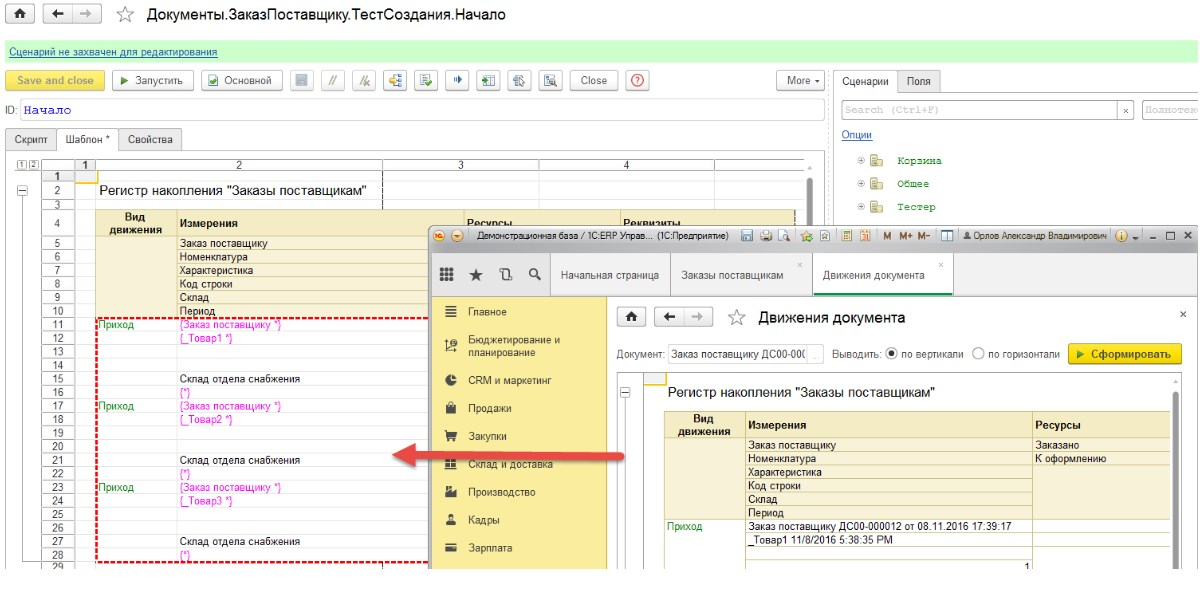 Документы.ЗаказПоставщику.ТестСоздания.Начало
Сценарий не захвачен для редактирования
Save and close
Запустить
Основной
Close
More
ID: Начало
Скрипт Шаблон * Свойства
1 2
1 2 3 4
1
2 Регистр накопления "Заказы поставщикам"
3
4 Вид движения Измерения Ресурсы Реквизиты
5 Заказ поставщику
6 Номенклатура
7 Характеристика
8 Код строки
9 Склад
10 Период
11 Приход {Заказ поставщику *}
12 {_Товар1 *}
13
14
15 Склад отдела снабжения
16 {*}
17 Приход {Заказ поставщику *}
18 {_Товар2 *}
19
20
21 Склад отдела снабжения
22 {*}
23 Приход {Заказ поставщику *}
24 {_Товар3 *}
25
26
27 Склад отдела снабжения
28 {*}
29
Сценарии Поля
Search (Ctrl+F) × Полнотекс
Опции
Корзина
Общее
Тестер
Демонстрационная база / 1С:ERP Управ... (1С:Предприятие) M M+ M- Орлов Александр Владимирович
Начальная страница Заказы поставщикам × Движения документа ×
Главное
Бюджетирование и
планирование
CRM и маркетинг
Продажи
Закупки
Склад и доставка
Производство
Кадры
Зарплата
Движения документа ×
Документ: Заказ поставщику ДС00-000 ... Выводить: по вертикали по горизонтали Сформировать
Регистр накопления "Заказы поставщикам"
Вид движения Измерения Ресурсы
Заказ поставщику Заказано
Номенклатура К оформлению
Характеристика
Код строки
Склад
Период
Приход Заказ поставщику ДС00-000012 от 08.11.2016 17:39:17
_Товар1 11/8/2016 5:38:35 PM
1